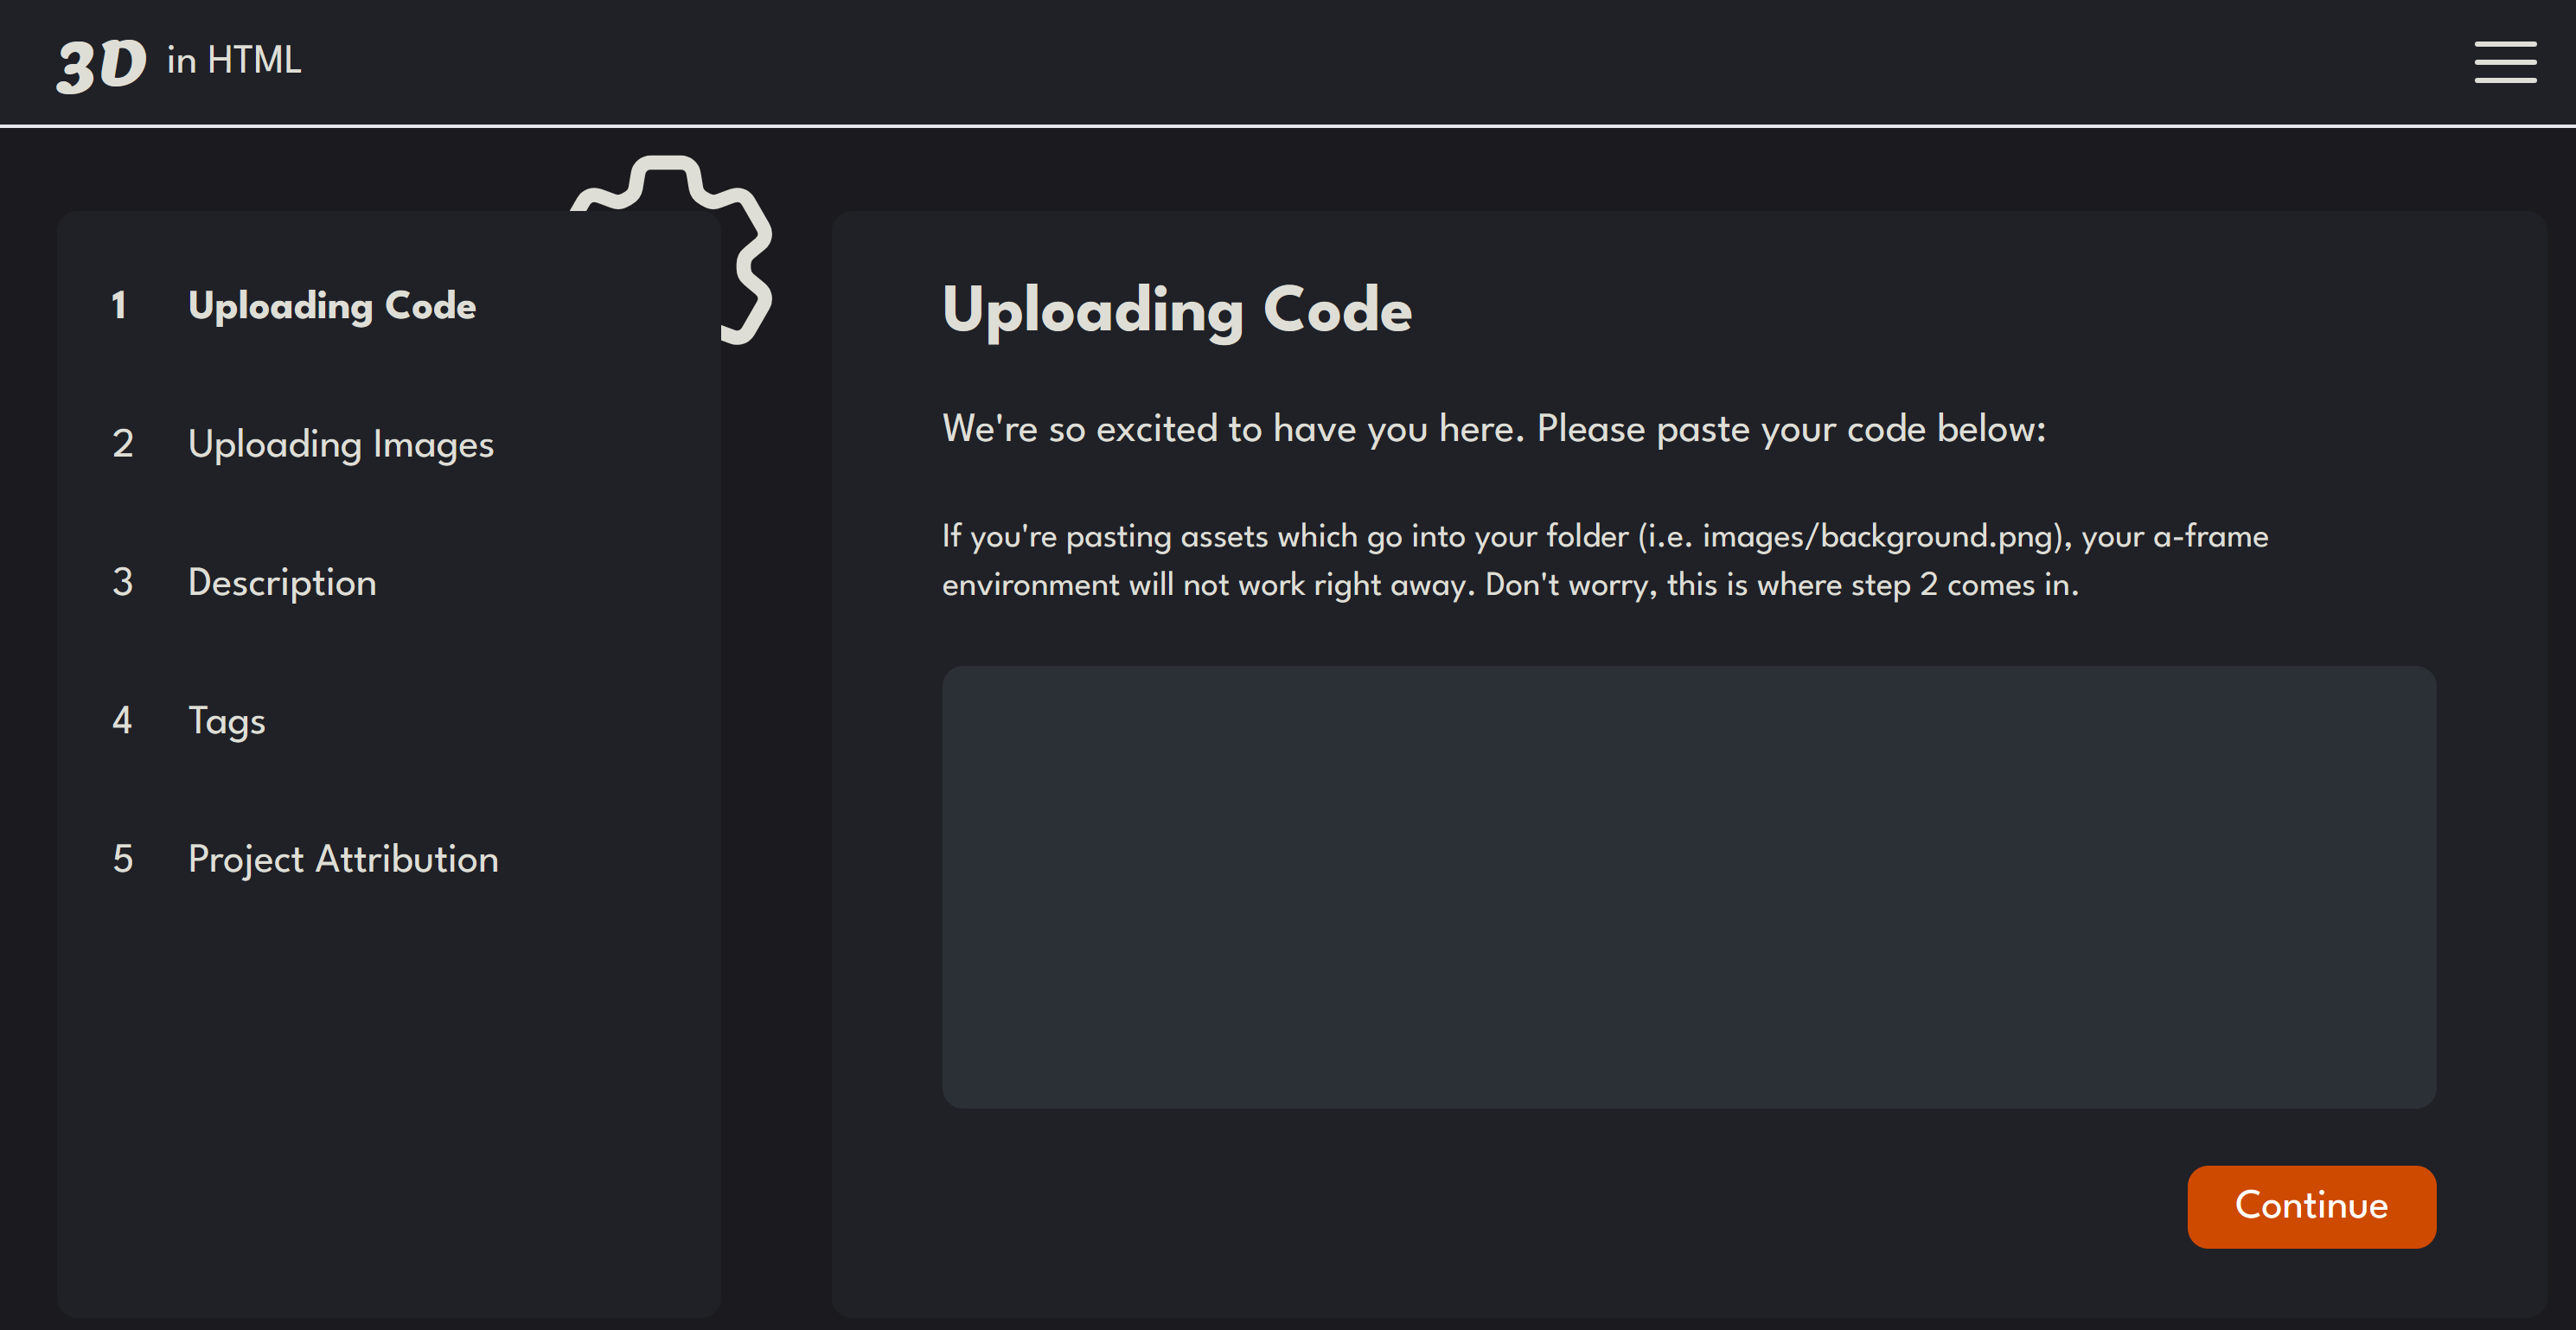 3D in HTML
1 Uploading Code
2 Uploading Images
3 Description
4 Tags
5 Project Attribution
Uploading Code
We're so excited to have you here. Please paste your code below:
If you're pasting assets which go into your folder (i.e. images/background.png), your a-frame
environment will not work right away. Don't worry, this is where step 2 comes in.
Continue